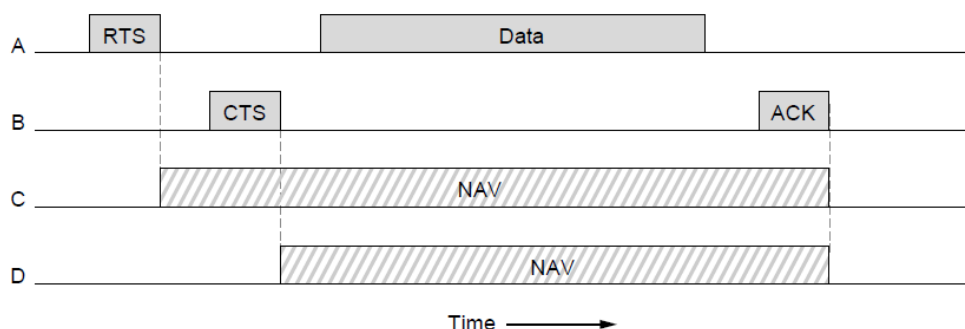 A RTS Data
B CTS ACK
C NAV
D NAV
Time